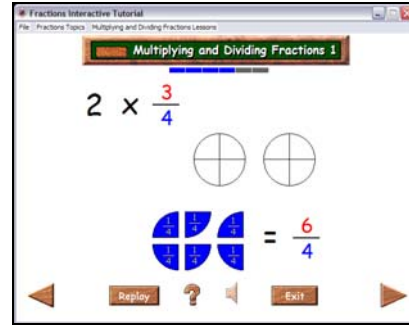 Fractions Interactive Tutorial
File Fractions Topics Multiplying and Dividing Fractions Lessons
Multiplying and Dividing Fractions 1
2 × 3/4
1/4 1/4 1/4
1/4 1/4 1/4
= 6/4
Replay ? Exit